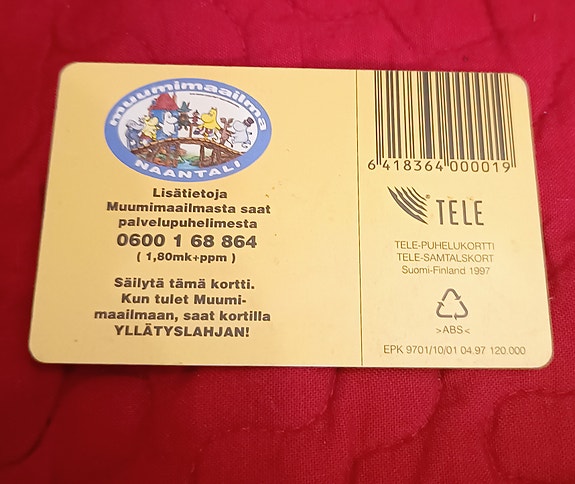 muumimaailma
NAANTALI
Lisätietoja
Muumimaailmasta saat
palvelupuhelimesta
0600 1 68 864
( 1,80mk+ppm )
Säilytä tämä kortti.
Kun tulet Muumi-
maailmaan, saat kortilla
YLLÄTYSLAHJAN!
6 418364 000019
® TELE
TELE-PUHELUKORTTI
TELE-SAMTALSKORT
Suomi-Finland 1997
>ABS<
EPK 9701/10/01 04.97 120.000